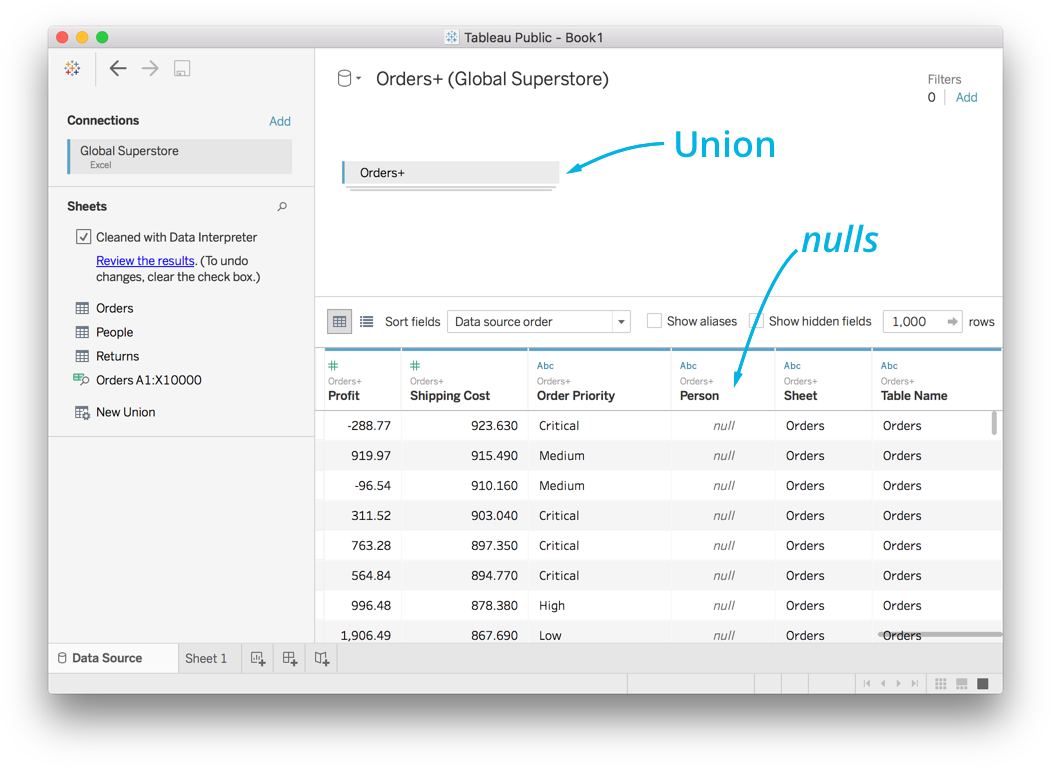 Tableau Public - Book1
Connections Add
Global Superstore
Excel
Sheets
Cleaned with Data Interpreter
Review the results. (To undo
changes, clear the check box.)
Orders
People
Returns
Orders A1:X10000
New Union
Orders+ (Global Superstore)
Filters
0 Add
Union
Orders+
nulls
Sort fields Data source order Show aliases Show hidden fields 1,000 rows
# # Abc Abc Abc Abc
Orders+ Orders+ Orders+ Orders+ Orders+ Orders+
Profit Shipping Cost Order Priority Person Sheet Table Name
-288.77 923.630 Critical null Orders Orders
919.97 915.490 Medium null Orders Orders
-96.54 910.160 Medium null Orders Orders
311.52 903.040 Critical null Orders Orders
763.28 897.350 Critical null Orders Orders
564.84 894.770 Critical null Orders Orders
996.48 878.380 High null Orders Orders
1,906.49 867.690 Low null Orders Orders
Data Source Sheet 1